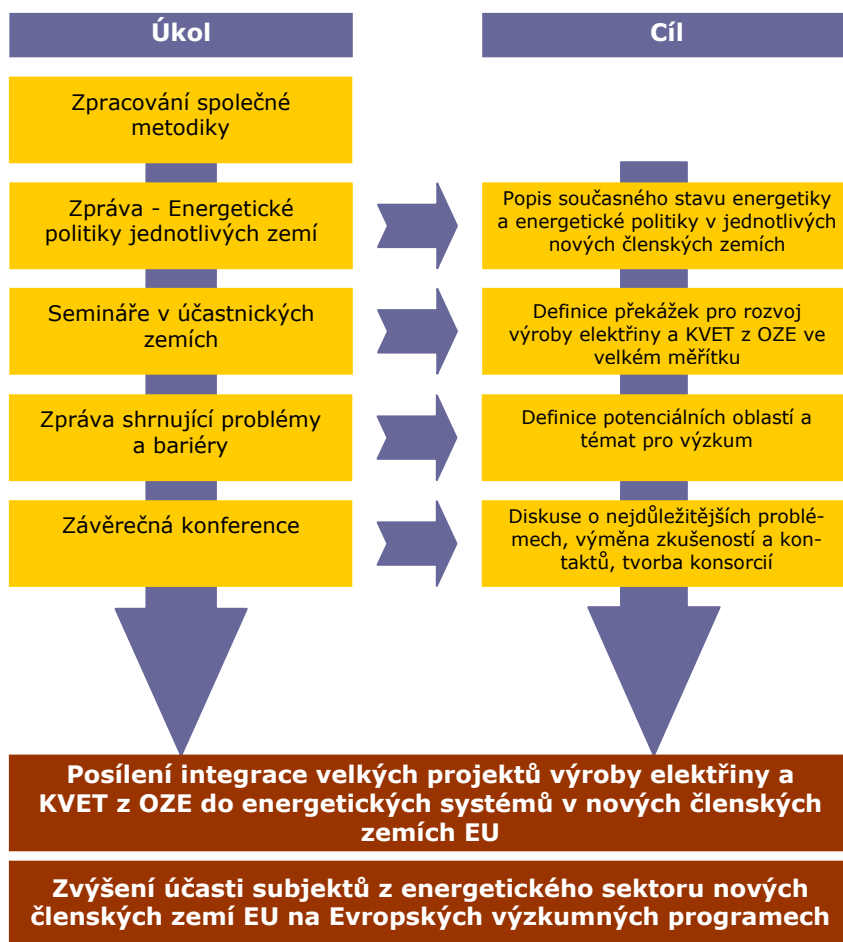 Úkol
Cíl
Zpracování společné
metodiky
Zpráva - Energetické
politiky jednotlivých zemí
Popis současného stavu energetiky
a energetické politiky v jednotlivých
nových členských zemích
Semináře v účastnických
zemích
Definice překážek pro rozvoj
výroby elektřiny a KVET z OZE ve
velkém měřítku
Zpráva shrnující problémy
a bariéry
Definice potenciálních oblastí a
témat pro výzkum
Závěrečná konference
Diskuse o nejdůležitějších problé-
mech, výměna zkušeností a kon-
taktů, tvorba konsorcií
Posílení integrace velkých projektů výroby elektřiny a
KVET z OZE do energetických systémů v nových členských
zemích EU
Zvýšení účasti subjektů z energetického sektoru nových
členských zemí EU na Evropských výzkumných programech